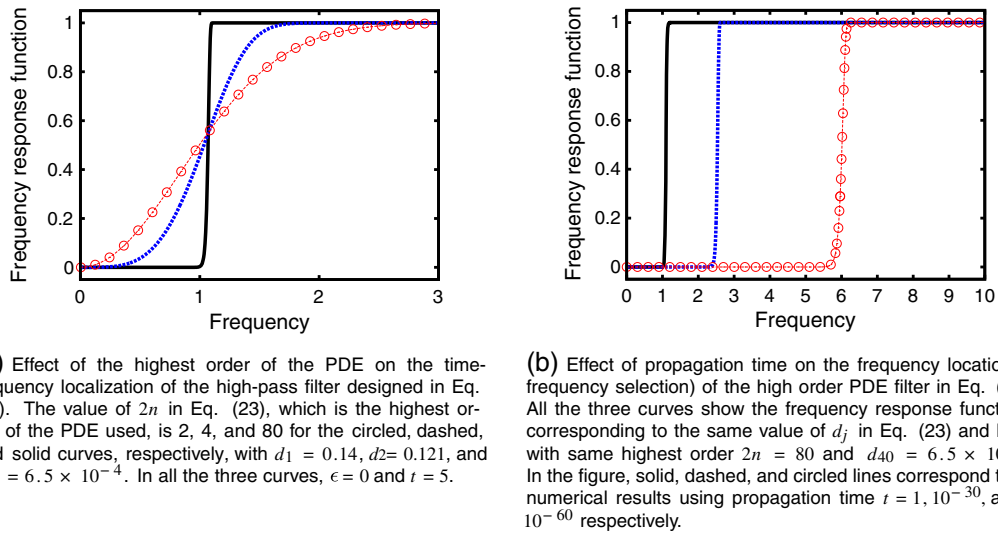 Frequency response function
1
0.8
0.6
0.4
0.2
0
0 1 2 3
Frequency
Frequency response function
1
0.8
0.6
0.4
0.2
0
0 1 2 3 4 5 6 7 8 9 10
Frequency
) Effect of the highest order of the PDE on the time-
quency localization of the high-pass filter designed in Eq.
). The value of 2n in Eq. (23), which is the highest or-
of the PDE used, is 2, 4, and 80 for the circled, dashed,
d solid curves, respectively, with d₁ = 0.14, d2= 0.121, and
= 6.5 × 10⁻⁴. In all the three curves, ϵ = 0 and t = 5.
(b) Effect of propagation time on the frequency locatio
frequency selection) of the high order PDE filter in Eq. (
All the three curves show the frequency response funct
corresponding to the same value of dⱼ in Eq. (23) and
with same highest order 2n = 80 and d₄₀ = 6.5 × 10
In the figure, solid, dashed, and circled lines correspond t
numerical results using propagation time t = 1, 10⁻³⁰, a
10⁻⁶⁰ respectively.